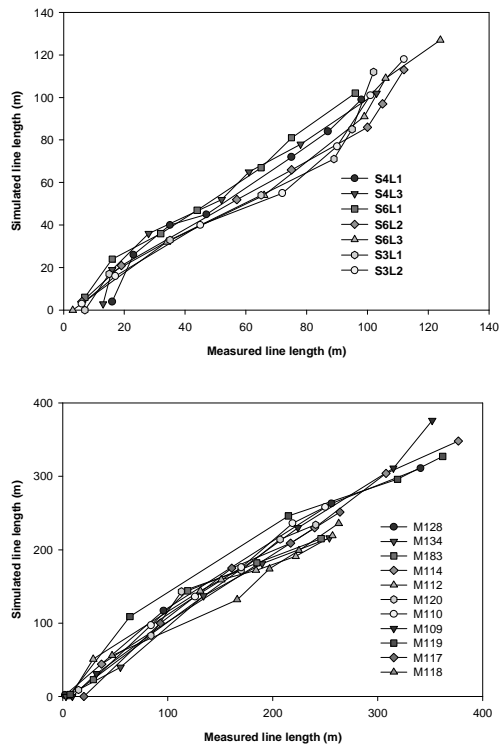 140
120
100
80
60
40
20
0
Simulated line length (m)
S4L1
S4L3
S6L1
S6L2
S6L3
S3L1
S3L2
0 20 40 60 80 100 120 140
Measured line length (m)
400
300
200
100
0
Simulated line length (m)
M128
M134
M183
M114
M112
M120
M110
M109
M119
M117
M118
0 100 200 300 400
Measured line length (m)